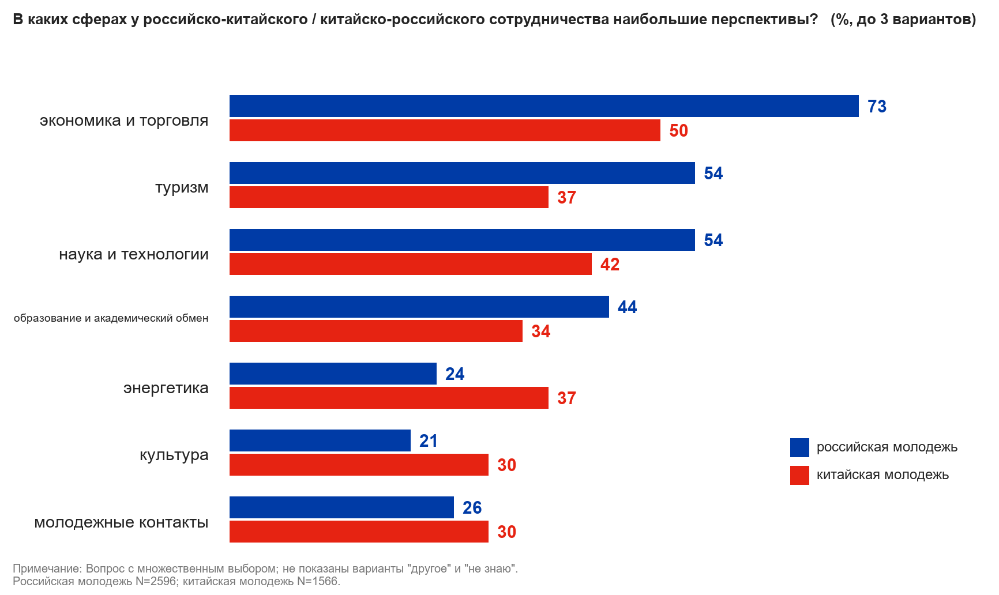 В каких сферах у российско-китайского / китайско-российского сотрудничества наибольшие перспективы? (%, до 3 вариантов)
экономика и торговля
73
50
туризм
54
37
наука и технологии
54
42
образование и академический обмен
44
34
энергетика
24
37
культура
21
30
молодежные контакты
26
30
российская молодежь
китайская молодежь
Примечание: Вопрос с множественным выбором; не показаны варианты "другое" и "не знаю".
Российская молодежь N=2596; китайская молодежь N=1566.